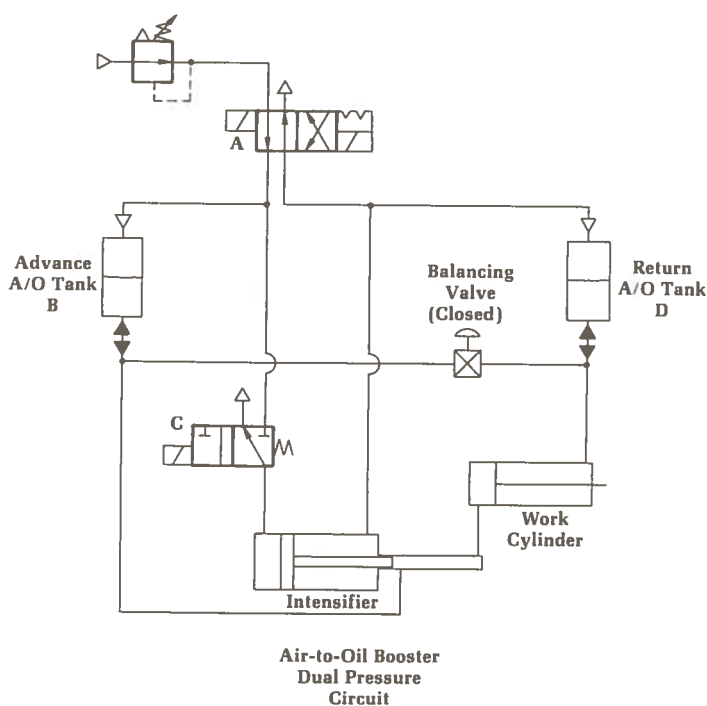 A
Advance
A/O Tank
B
Balancing
Valve
(Closed)
Return
A/O Tank
D
C
Work
Cylinder
Intensifier
Air-to-Oil Booster
Dual Pressure
Circuit